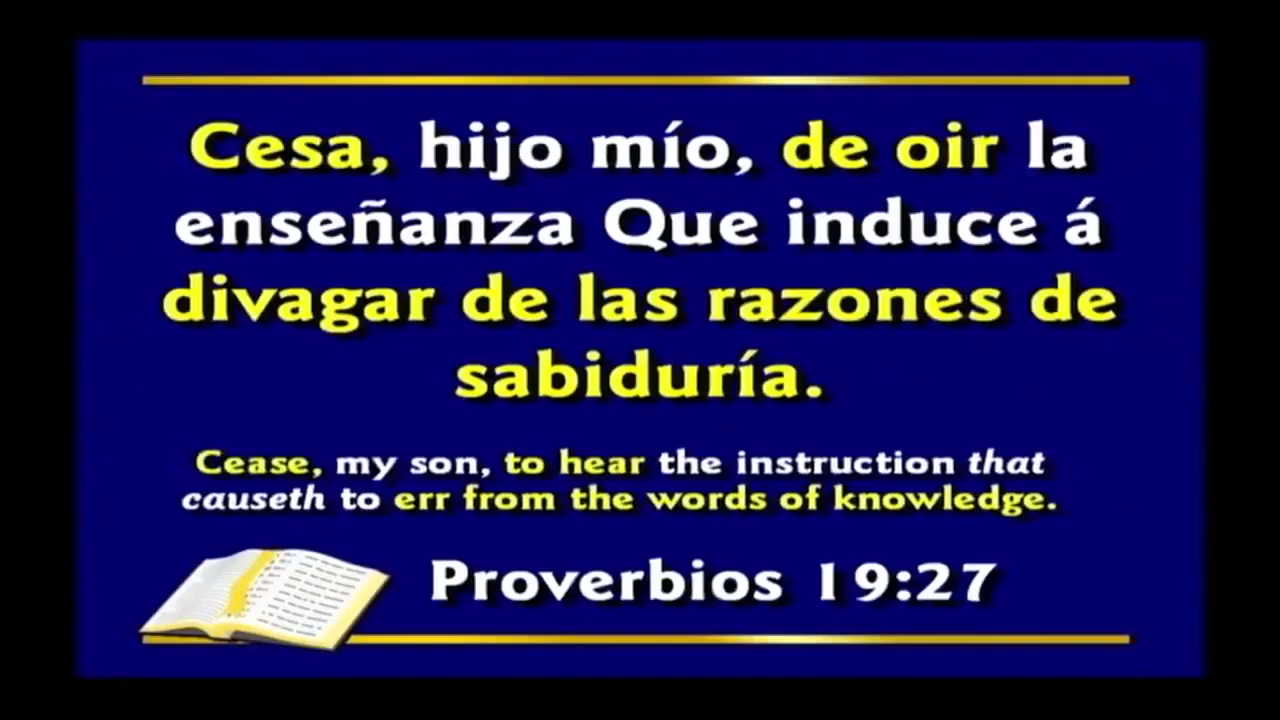 Cesa, hijo mío, de oir la
enseñanza Que induce á
divagar de las razones de
sabiduría.
Cease, my son, to hear the instruction that
causeth to err from the words of knowledge.
Proverbios 19:27